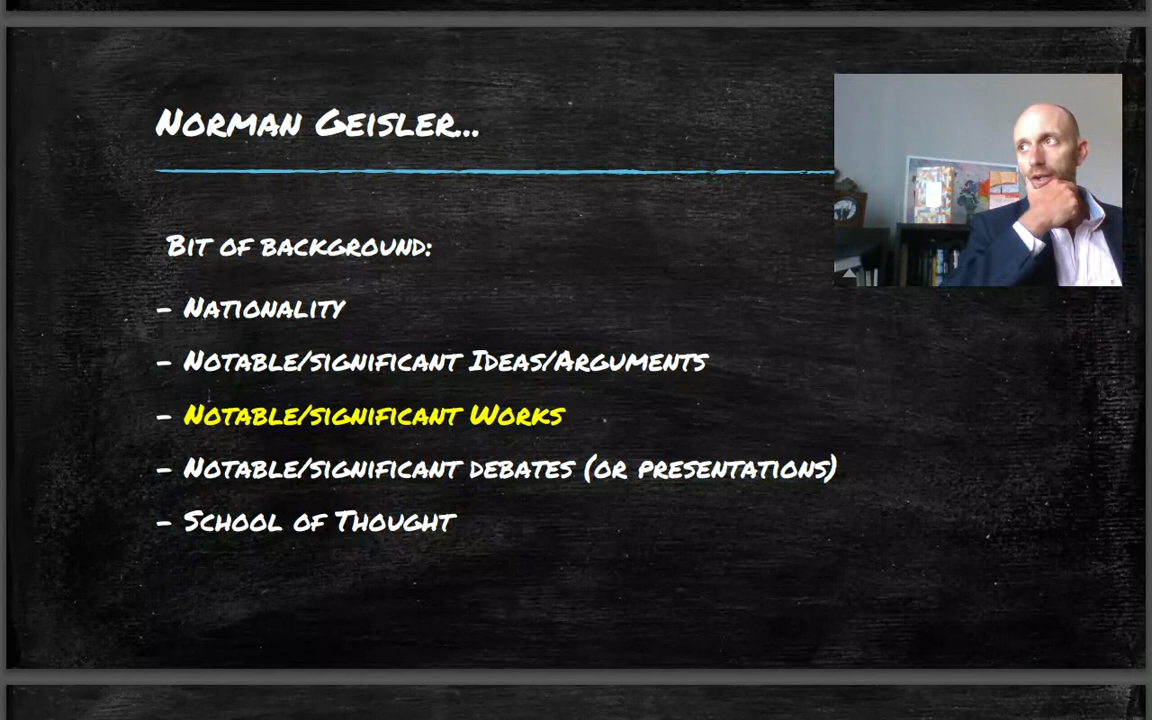 Norman Geisler...
Bit of background:
- Nationality
- Notable/significant Ideas/Arguments
- Notable/significant Works
- Notable/significant debates (or presentations)
- School of Thought